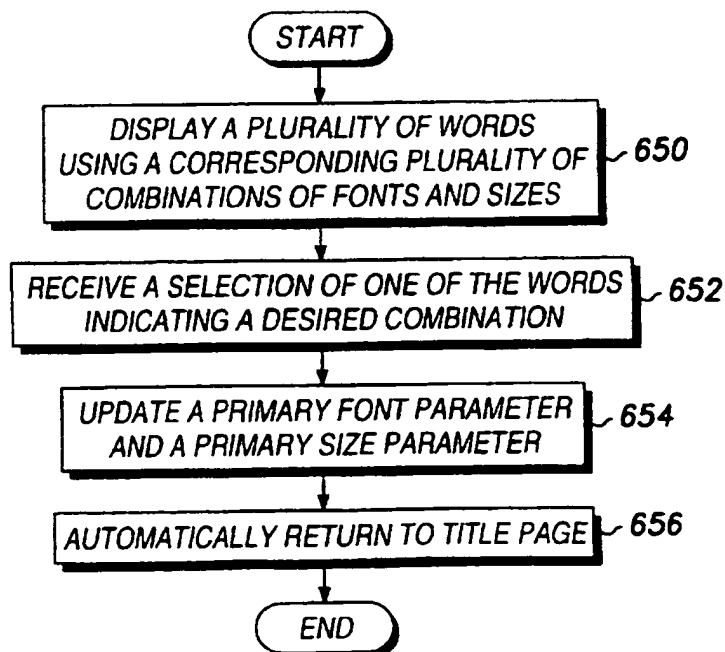 START
DISPLAY A PLURALITY OF WORDS
USING A CORRESPONDING PLURALITY OF
COMBINATIONS OF FONTS AND SIZES
650
RECEIVE A SELECTION OF ONE OF THE WORDS
INDICATING A DESIRED COMBINATION
652
UPDATE A PRIMARY FONT PARAMETER
AND A PRIMARY SIZE PARAMETER
654
AUTOMATICALLY RETURN TO TITLE PAGE
656
END